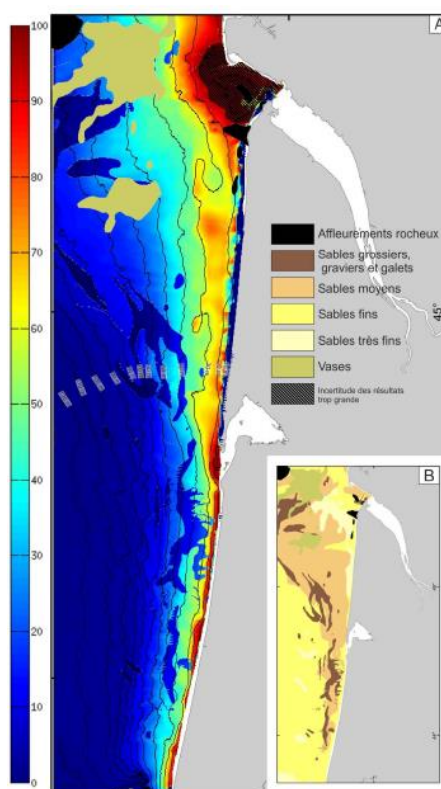 100
90
80
70
60
50
40
30
20
10
0
A
Affleurements rocheux
Sables grossiers,
graviers et galets
Sables moyens
Sables fins
Sables très fins
Vases
Incertitude des résultats
trop grande
45°
B